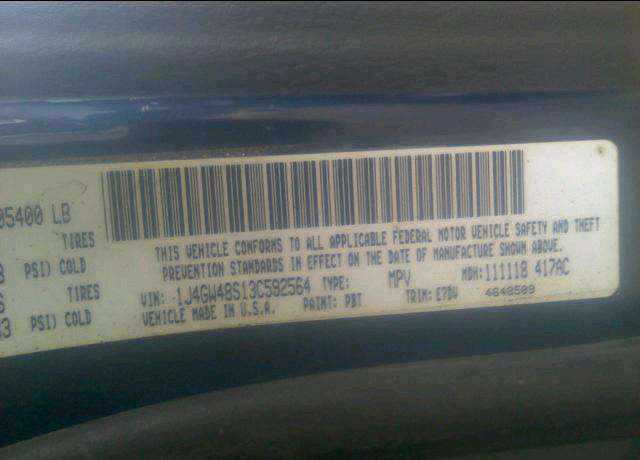 05400 LB
TIRES
PSI) COLD
TIRES
PSI) COLD
THIS VEHICLE CONFORMS TO ALL APPLICABLE FEDERAL MOTOR VEHICLE SAFETY AND THEFT
PREVENTION STANDARDS IN EFFECT ON THE DATE OF MANUFACTURE SHOWN ABOVE.
VIN: -1J4GW48S13C592564 TYPE: MPV MDH:111118 417AC
VEHICLE MADE IN U.S.A. PAINT: PBT TRIM: E7DV 4648509